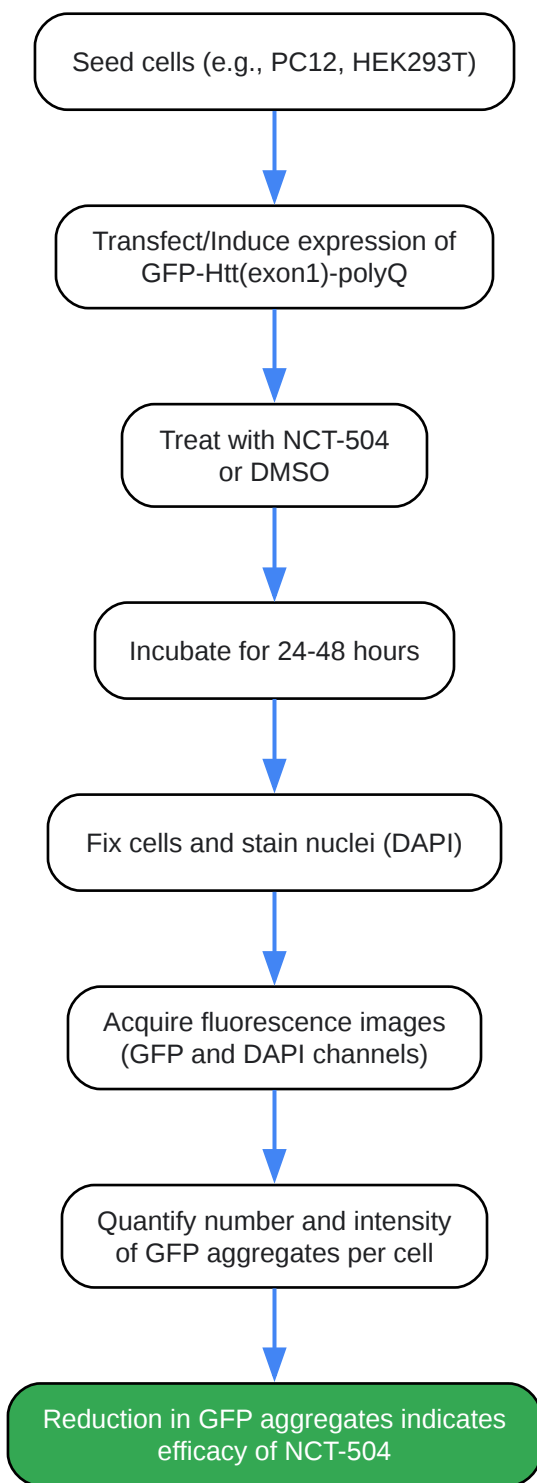 Seed cells (e.g., PC12, HEK293T)
Transfect/Induce expression of
GFP-Htt(exon1)-polyQ
Treat with NCT-504
or DMSO
Incubate for 24-48 hours
Fix cells and stain nuclei (DAPI)
Acquire fluorescence images
(GFP and DAPI channels)
Quantify number and intensity
of GFP aggregates per cell
Reduction in GFP aggregates indicates
efficacy of NCT-504